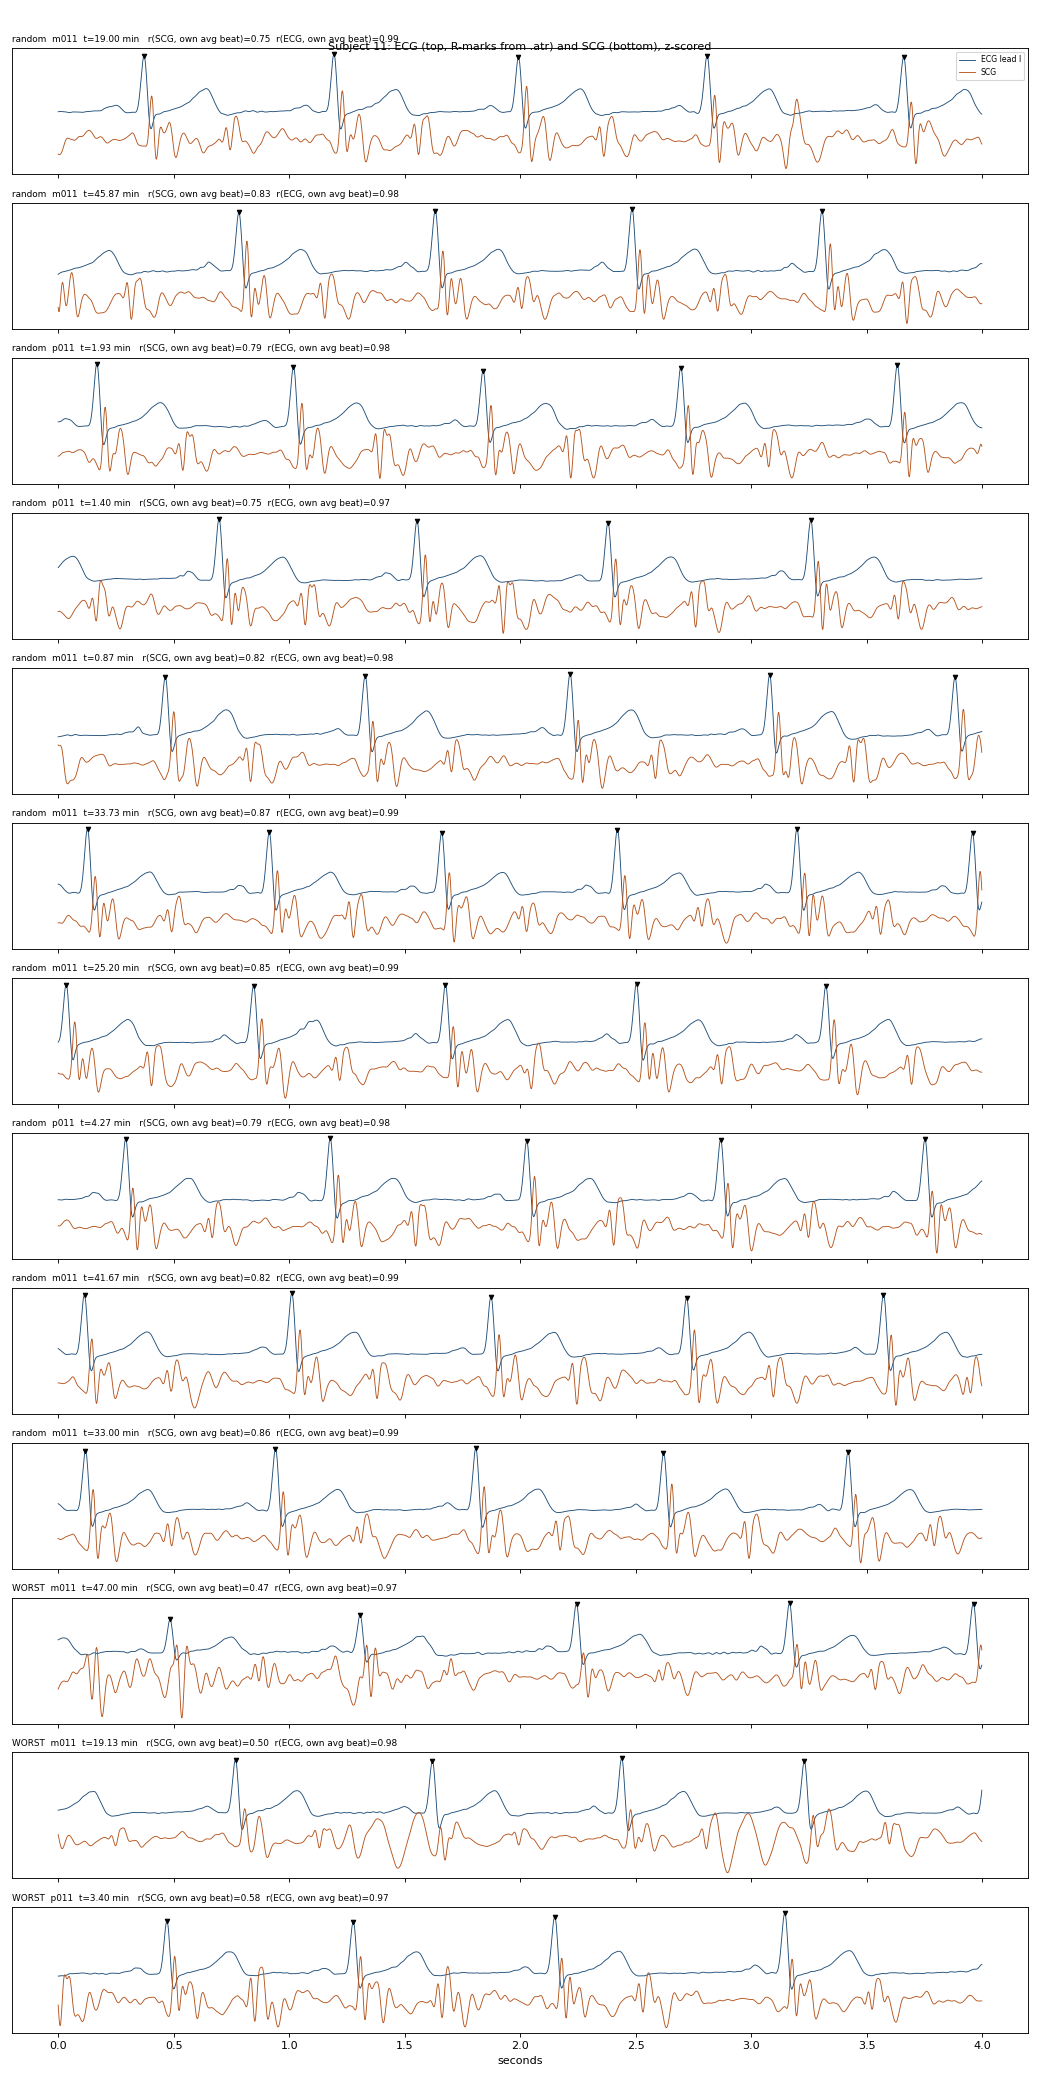 random  m011  t=19.00 min   r(SCG, own avg beat)=0.75  r(ECG, own avg beat)=0.99
Subject 11: ECG (top, R-marks from .atr) and SCG (bottom), z-scored
ECG lead I
SCG
random  m011  t=45.87 min   r(SCG, own avg beat)=0.83  r(ECG, own avg beat)=0.98
random  p011  t=1.93 min   r(SCG, own avg beat)=0.79  r(ECG, own avg beat)=0.98
random  p011  t=1.40 min   r(SCG, own avg beat)=0.75  r(ECG, own avg beat)=0.97
random  m011  t=0.87 min   r(SCG, own avg beat)=0.82  r(ECG, own avg beat)=0.98
random  m011  t=33.73 min   r(SCG, own avg beat)=0.87  r(ECG, own avg beat)=0.99
random  m011  t=25.20 min   r(SCG, own avg beat)=0.85  r(ECG, own avg beat)=0.99
random  p011  t=4.27 min   r(SCG, own avg beat)=0.79  r(ECG, own avg beat)=0.98
random  m011  t=41.67 min   r(SCG, own avg beat)=0.82  r(ECG, own avg beat)=0.99
random  m011  t=33.00 min   r(SCG, own avg beat)=0.86  r(ECG, own avg beat)=0.99
WORST  m011  t=47.00 min   r(SCG, own avg beat)=0.47  r(ECG, own avg beat)=0.97
WORST  m011  t=19.13 min   r(SCG, own avg beat)=0.50  r(ECG, own avg beat)=0.98
WORST  p011  t=3.40 min   r(SCG, own avg beat)=0.58  r(ECG, own avg beat)=0.97
0.0 0.5 1.0 1.5 2.0 2.5 3.0 3.5 4.0
seconds